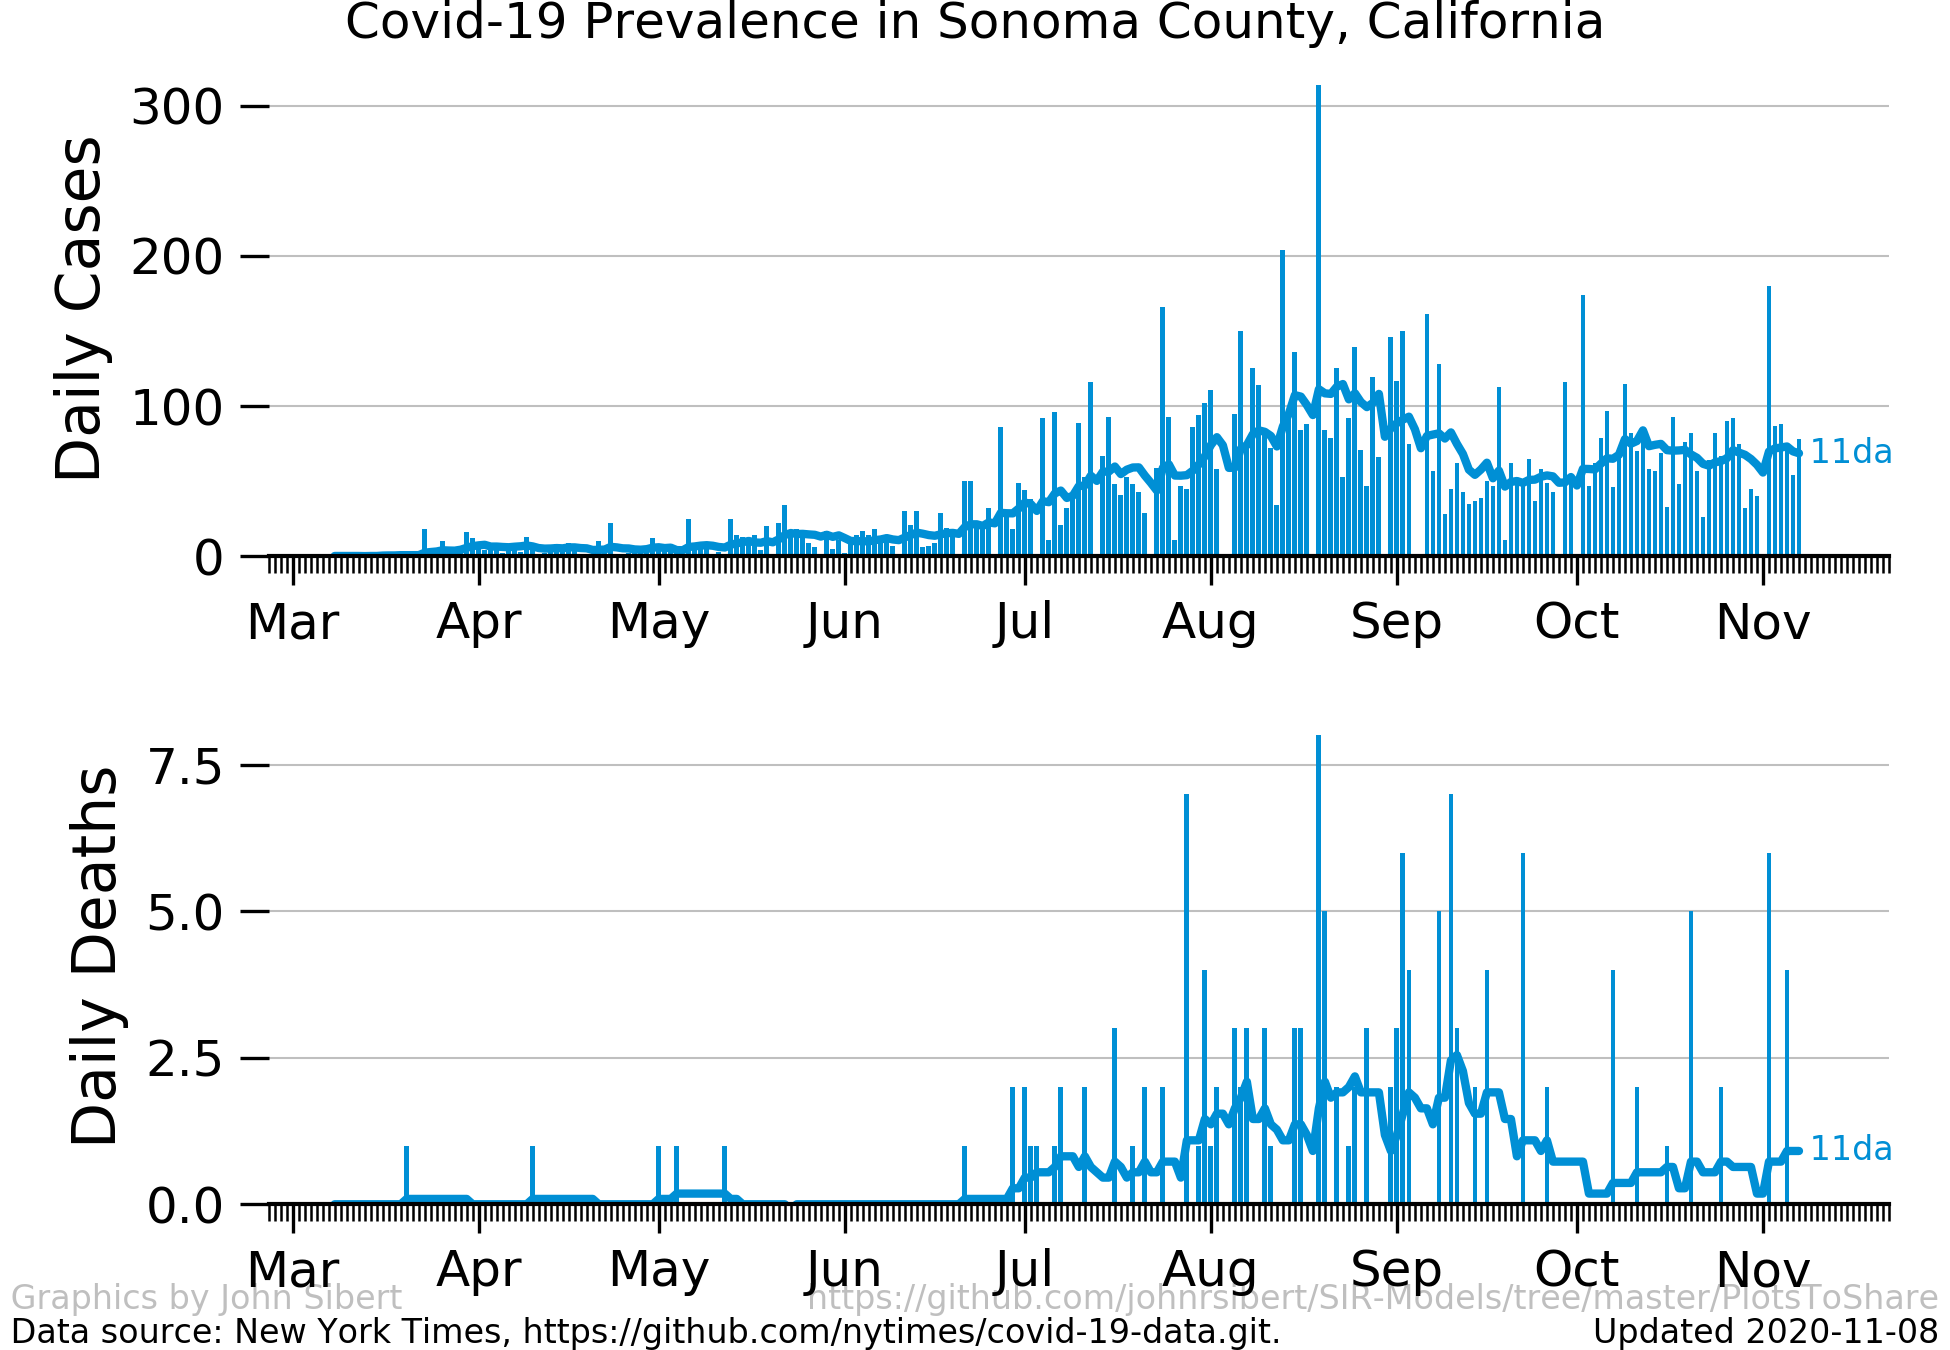 Covid-19 Prevalence in Sonoma County, California
Daily Cases
300
200
100
0
11da
Mar Apr May Jun Jul Aug Sep Oct Nov
Daily Deaths
7.5
5.0
2.5
0.0
11da
Mar Apr May Jun Jul Aug Sep Oct Nov
Graphics by John Sibert https://github.com/johnrsibert/SIR-Models/tree/master/PlotsToShare
Data source: New York Times, https://github.com/nytimes/covid-19-data.git. Updated 2020-11-08